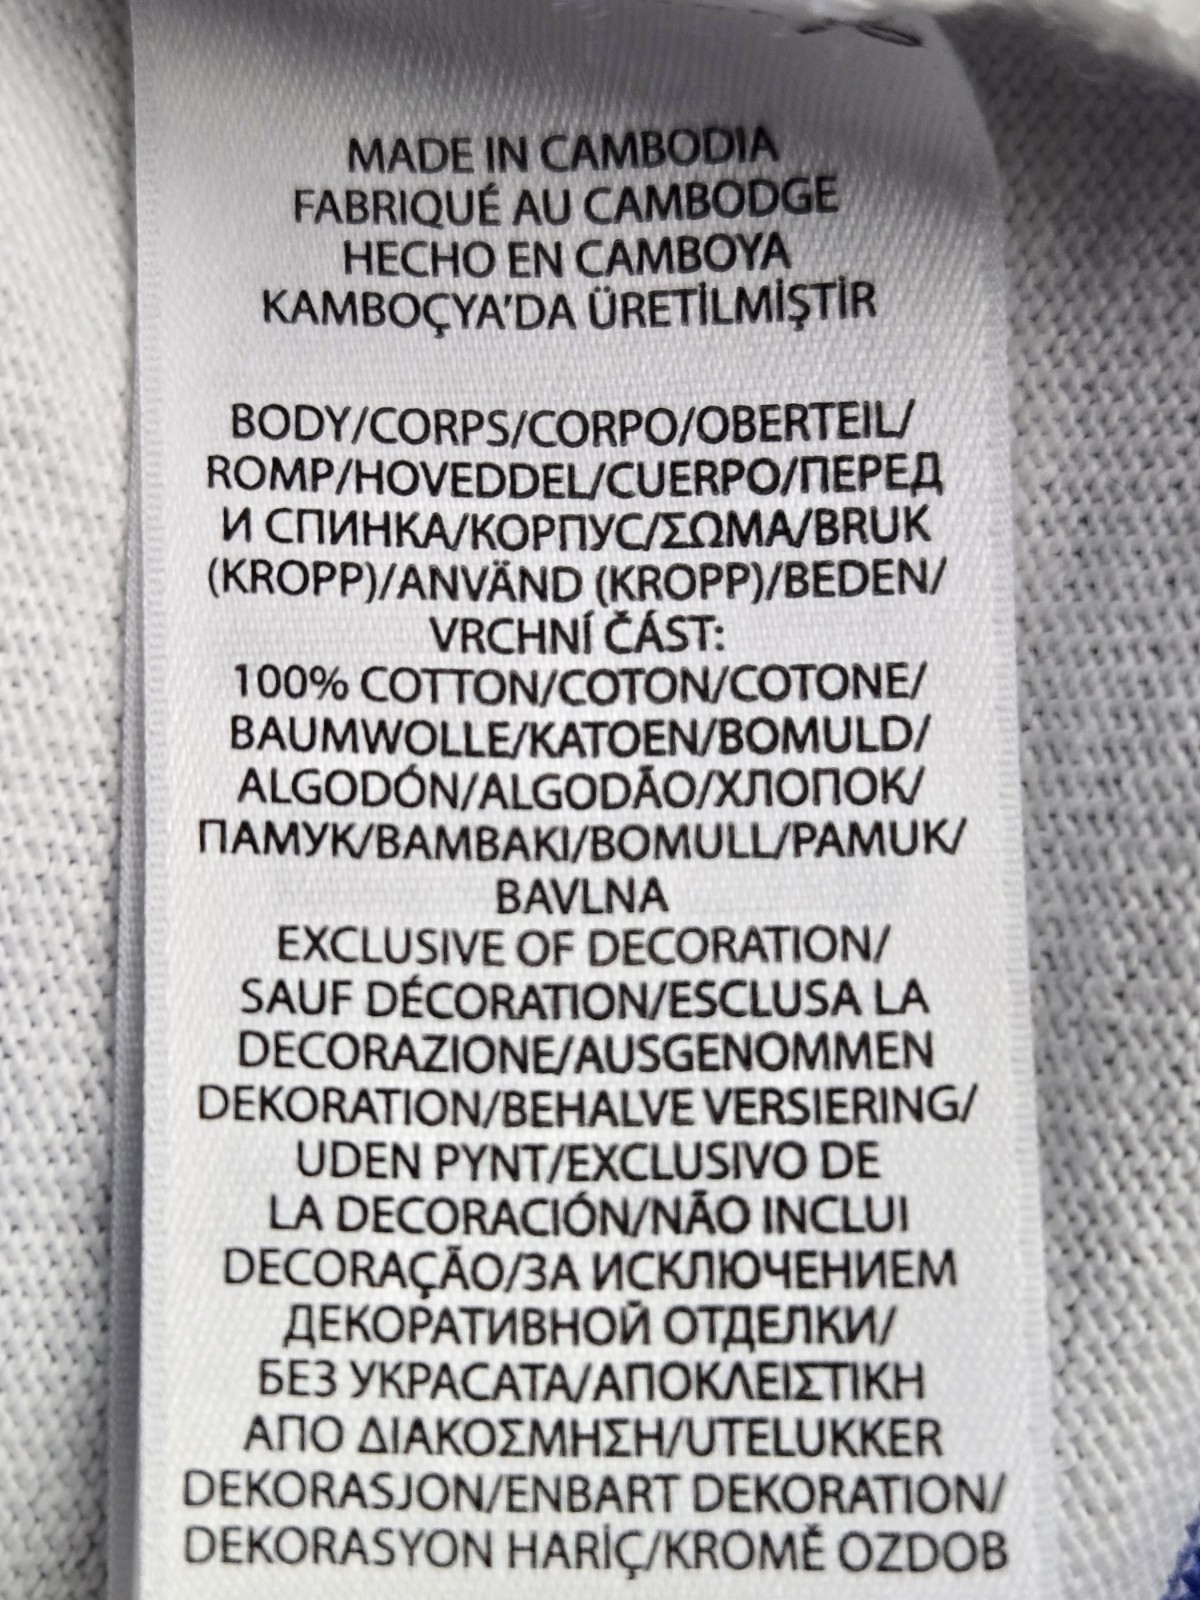 MADE IN CAMBODIA
FABRIQUÉ AU CAMBODGE
HECHO EN CAMBOYA
KAMBOÇYA'DA ÜRETİLMİŞTİR
BODY/CORPS/CORPO/OBERTEIL/
ROMP/HOVEDDEL/CUERPO/ПЕРЕД
И СПИНКА/КОРПУС/ΣΩΜΑ/BRUK
(KROPP)/ANVÄND (KROPP)/BEDEN/
VRCHNÍ ČÁST:
100% COTTON/COTON/COTONE/
BAUMWOLLE/KATOEN/BOMULD/
ALGODÓN/ALGODÃO/ХЛОПОК/
ПАМУК/BAMBAKI/BOMULL/PAMUK/
BAVLNA
EXCLUSIVE OF DECORATION/
SAUF DÉCORATION/ESCLUSA LA
DECORAZIONE/AUSGENOMMEN
DEKORATION/BEHALVE VERSIERING/
UDEN PYNT/EXCLUSIVO DE
LA DECORACIÓN/NÃO INCLUI
DECORAÇÃO/ЗА ИСКЛЮЧЕНИЕМ
ДЕКОРАТИВНОЙ ОТДЕЛКИ/
БЕЗ УКРАСАТА/ΑΠΟΚΛΕΙΣΤΙΚΗ
ΑΠΟ ΔΙΑΚΟΣΜΗΣΗ/UTELUKKER
DEKORASJON/ENBART DEKORATION/
DEKORASYON HARİÇ/KROMĚ OZDOB